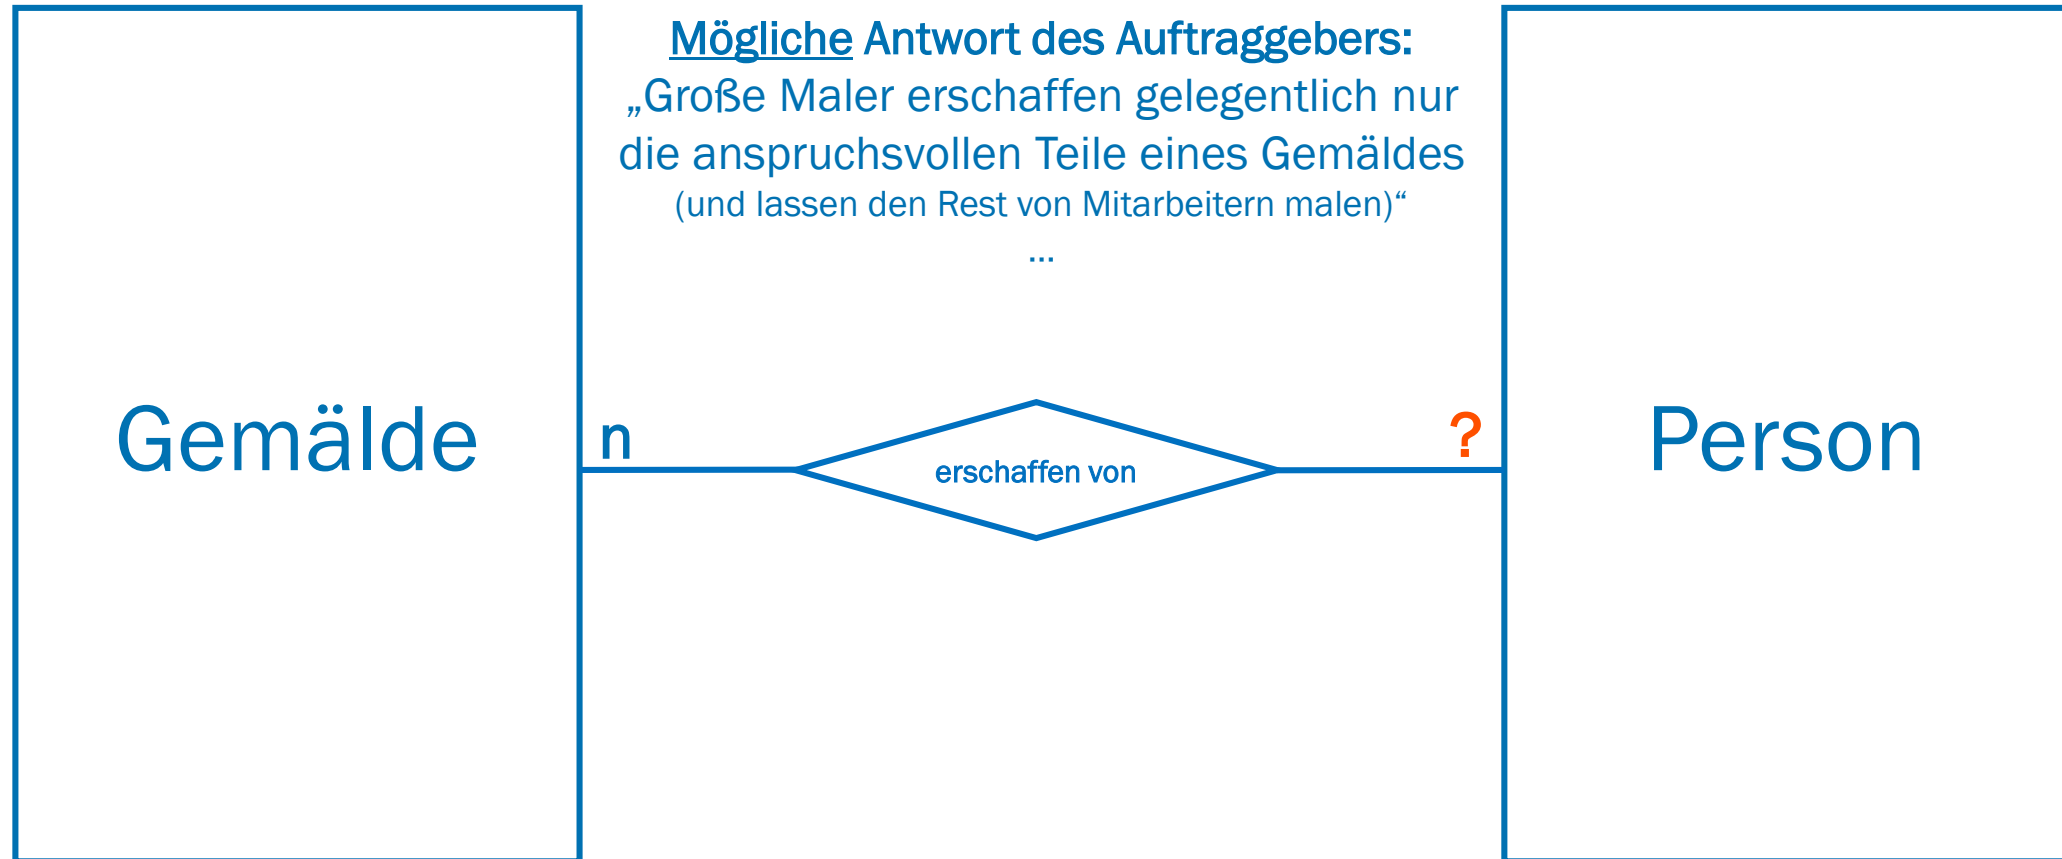 Mögliche Antwort des Auftraggebers:
„Große Maler erschaffen gelegentlich nur
die anspruchsvollen Teile eines Gemäldes
(und lassen den Rest von Mitarbeitern malen)“
...
Gemälde
n
erschaffen von
?
Person